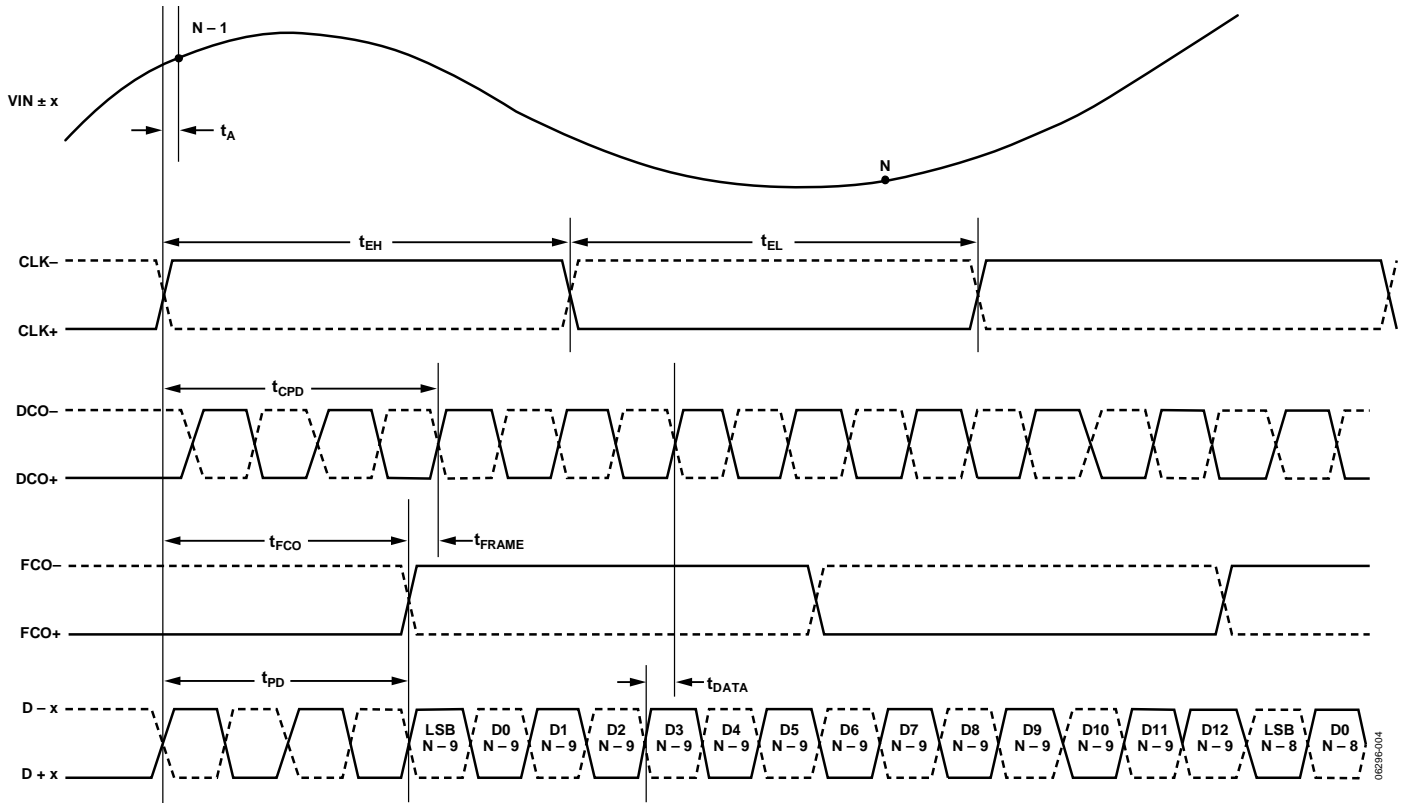 N – 1
VIN ± x
tA
N
tEH
tEL
CLK–
CLK+
tCPD
DCO–
DCO+
tFCO
tFRAME
FCO–
FCO+
tPD
tDATA
D – x
LSB D0 D1 D2 D3 D4 D5 D6 D7 D8 D9 D10 D11 D12 LSB D0
N – 9 N – 9 N – 9 N – 9 N – 9 N – 9 N – 9 N – 9 N – 9 N – 9 N – 9 N – 9 N – 9 N – 9 N – 8 N – 8
D + x
06296-004